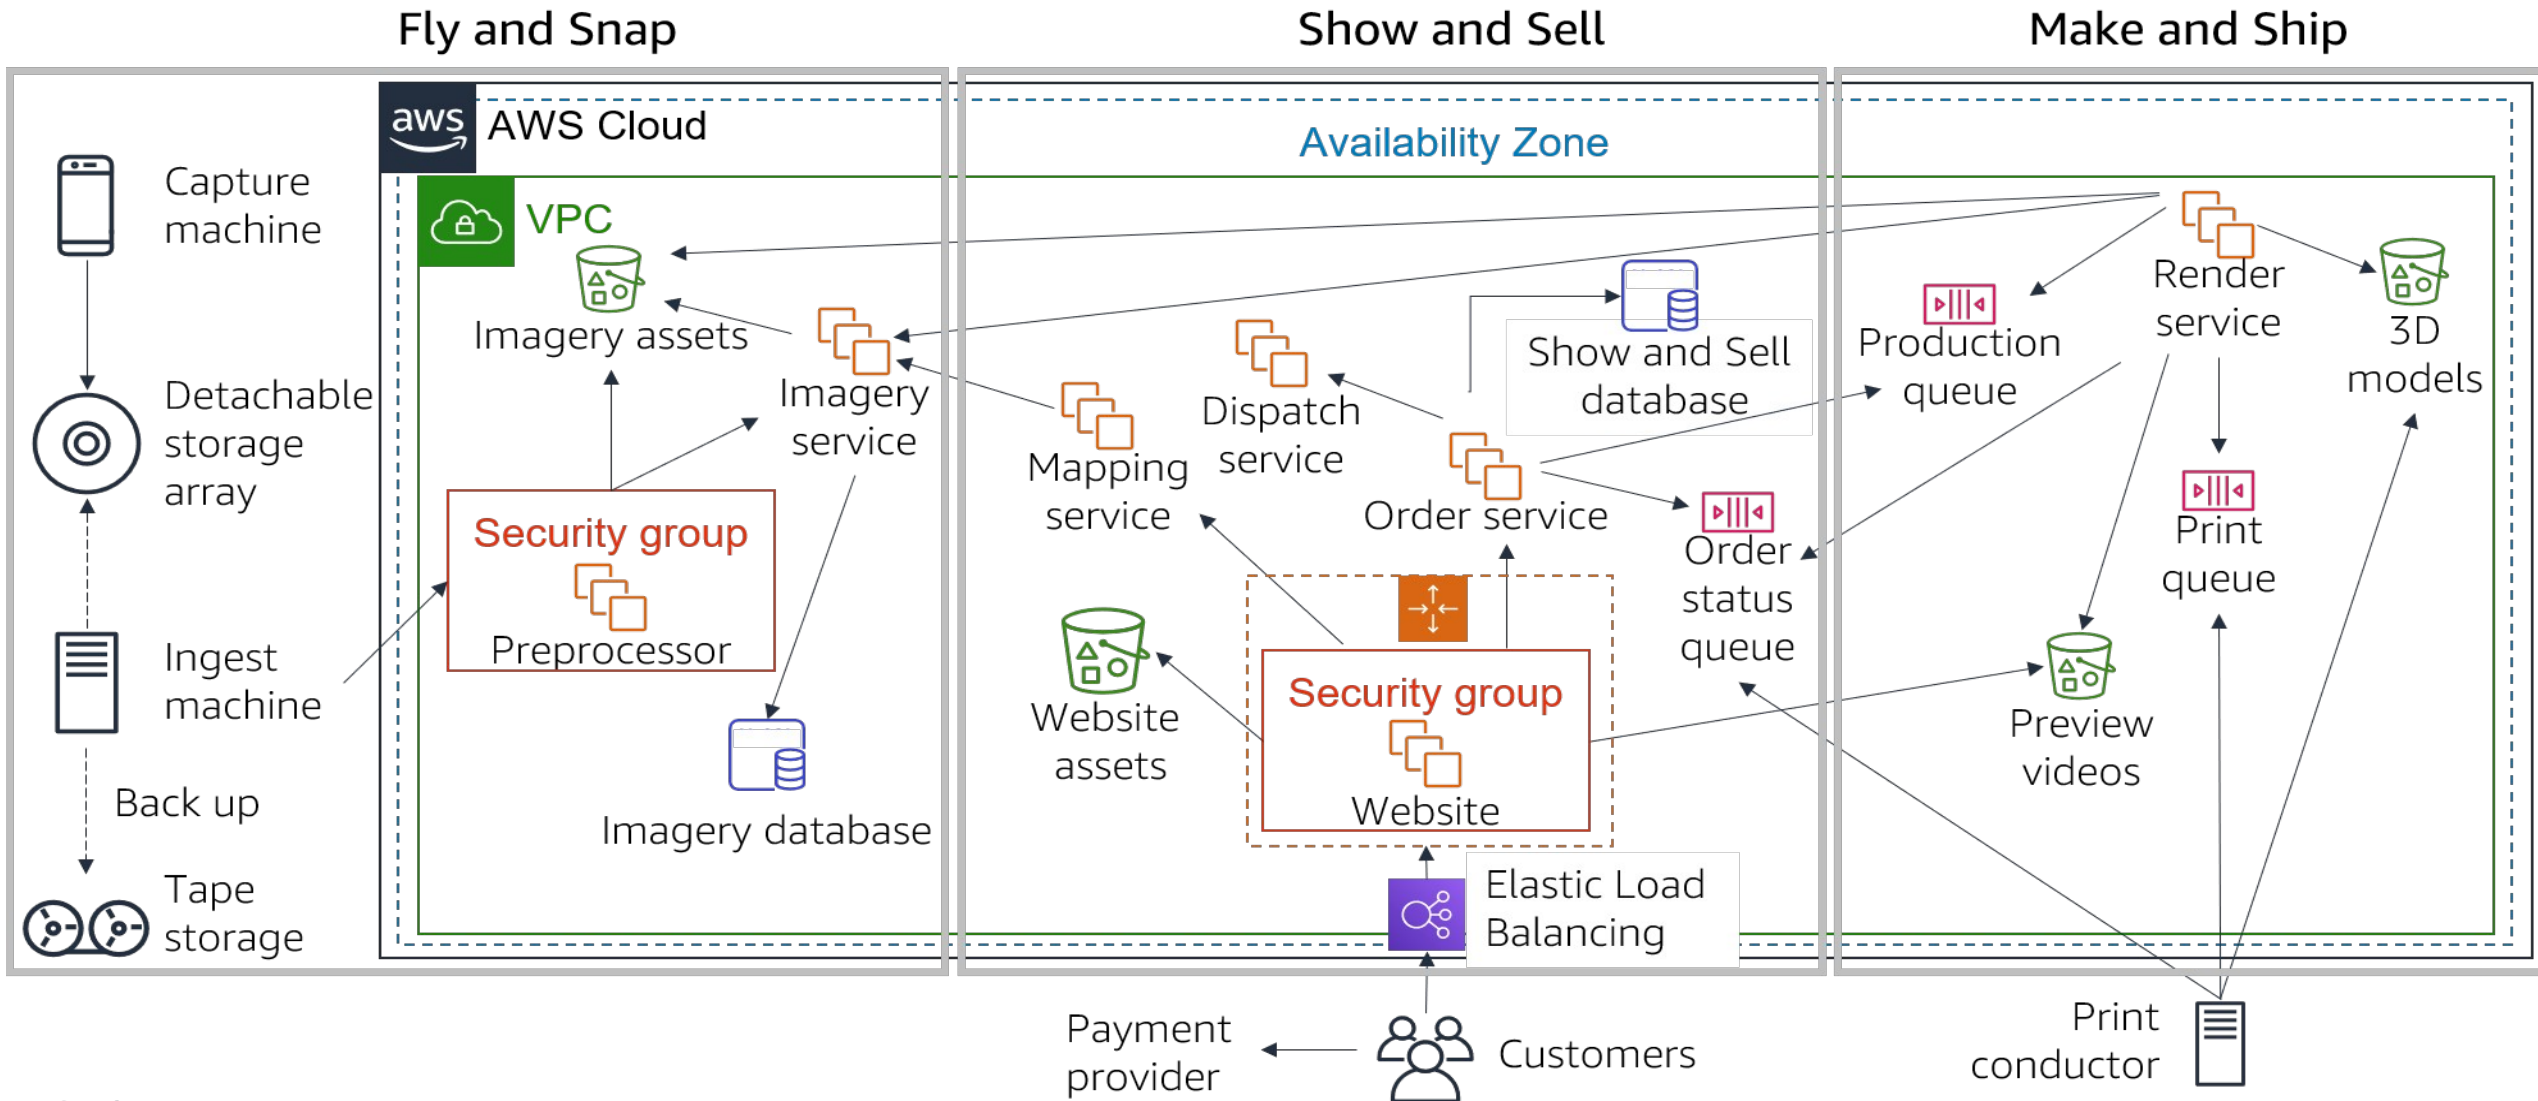 Fly and Snap
Show and Sell
Make and Ship
aws
AWS Cloud
Availability Zone
VPC
Capture
machine
Detachable
storage
array
Ingest
machine
Back up
Tape
storage
Imagery assets
Imagery
service
Security group
Preprocessor
Imagery database
Mapping
service
Dispatch
service
Show and Sell
database
Order service
Order
status
queue
Website
assets
Security group
Website
Elastic Load
Balancing
Payment
provider
Customers
Production
queue
Render
service
3D
models
Print
queue
Preview
videos
Print
conductor